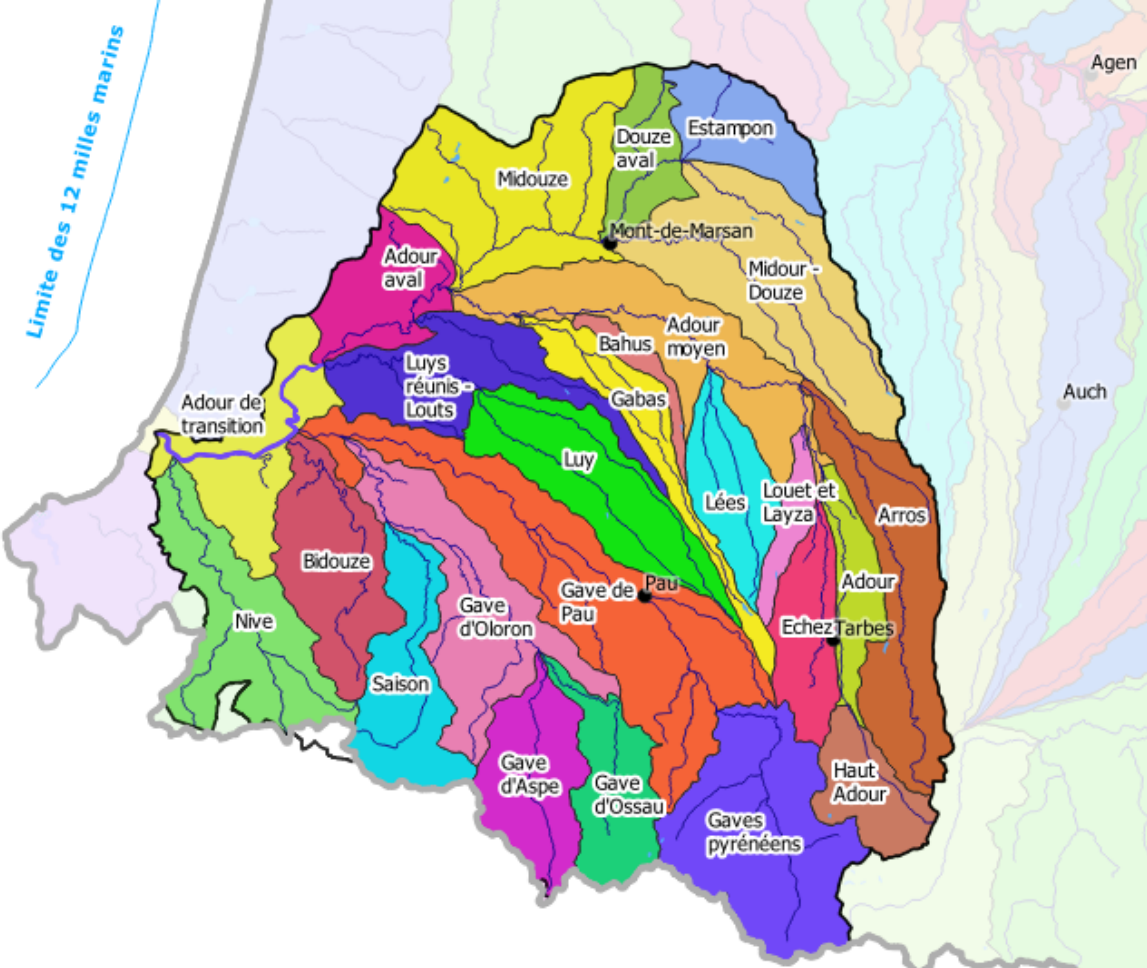 Limite des 12 milles marins
Agen
Estampon
Douze
aval
Midouze
Mont-de-Marsan
Adour
aval
Midour -
Douze
Adour
moyen
Bahus
Luys
réunis -
Louts
Gabas
Auch
Adour de
transition
Luy
Lées
Louet et
Layza
Arros
Bidouze
Gave de
Pau
Pau
Adour
Nive
Gave
d'Oloron
Echez
Tarbes
Saison
Gave
d'Aspe
Gave
d'Ossau
Haut
Adour
Gaves
pyrénéens